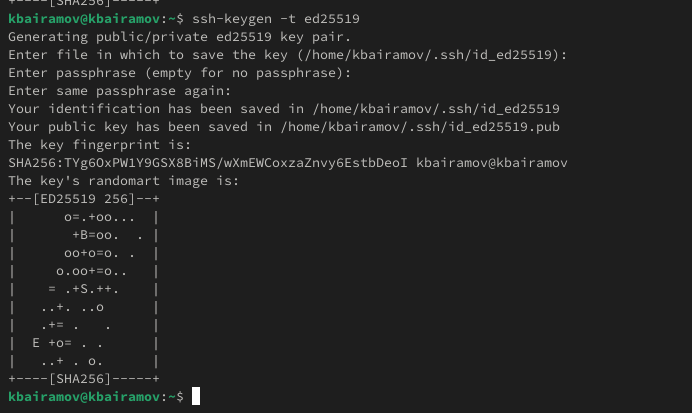 +----[SHA256]-----+
kbairamov@kbairamov:~$ ssh-keygen -t ed25519
Generating public/private ed25519 key pair.
Enter file in which to save the key (/home/kbairamov/.ssh/id_ed25519):
Enter passphrase (empty for no passphrase):
Enter same passphrase again:
Your identification has been saved in /home/kbairamov/.ssh/id_ed25519
Your public key has been saved in /home/kbairamov/.ssh/id_ed25519.pub
The key fingerprint is:
SHA256:TYg6OxPW1Y9GSX8BiMS/wXmEWCoxzaZnvy6EstbDeoI kbairamov@kbairamov
The key's randomart image is:
+--[ED25519 256]--+
|      o=.+oo...  |
|       +B=oo.  . |
|      oo+o=o. .  |
|     o.oo+=o..   |
|    = .+S.++.    |
|   ..+. ..o      |
|   .+= .   .     |
|  E +o= . .      |
|   ..+ . o.      |
+----[SHA256]-----+
kbairamov@kbairamov:~$